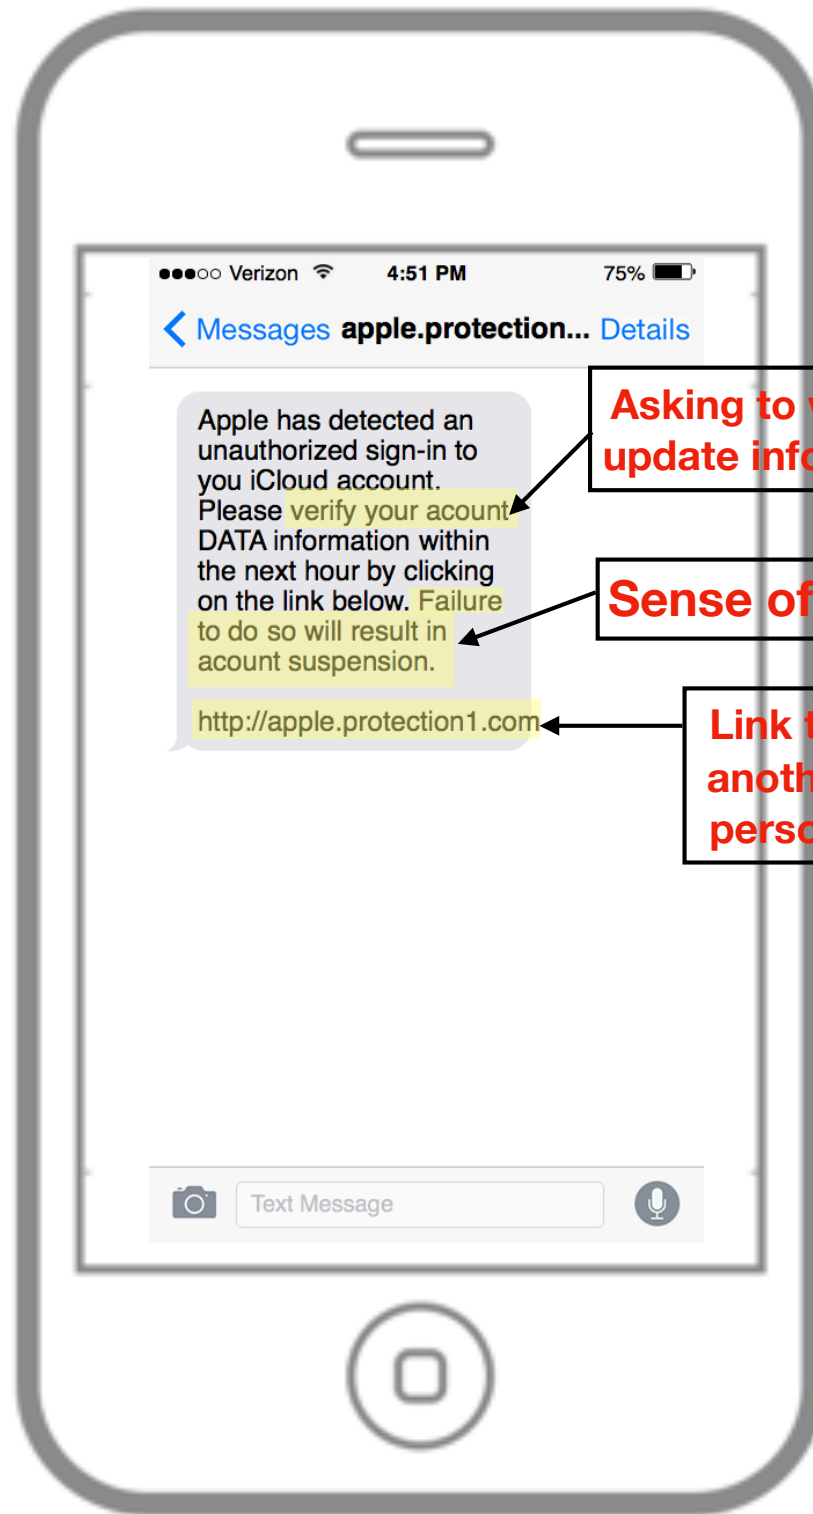 Verizon 4:51 PM 75%
Messages apple.protection... Details
Apple has detected an
unauthorized sign-in to
you iCloud account.
Please verify your acount
DATA information within
the next hour by clicking
on the link below. Failure
to do so will result in
acount suspension.
http://apple.protection1.com
Asking to
update
Sense of
Link
Text Message